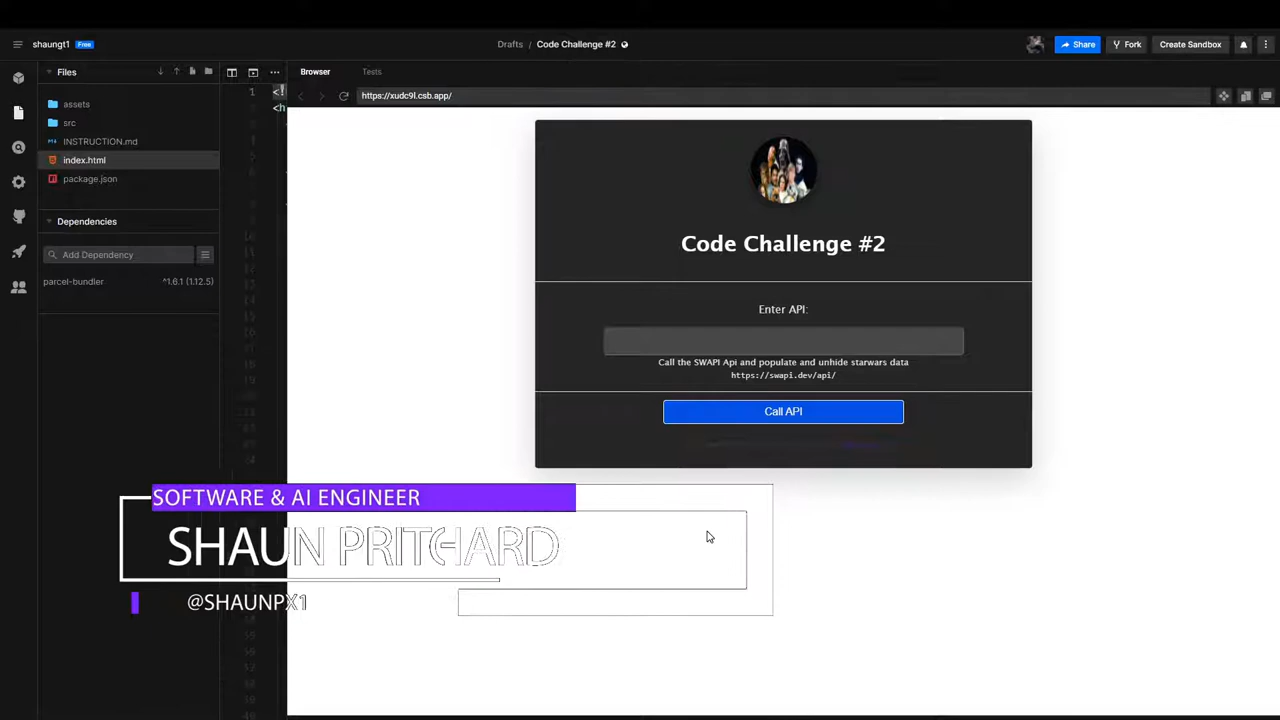 shaungt1 Free
Drafts / Code Challenge #2
Share
Fork
Create Sandbox
Files
Browser
Tests
https://xudc9l.csb.app/
1
<!
<h
assets
src
INSTRUCTION.md
index.html
package.json
Dependencies
Add Dependency
parcel-bundler ^1.6.1 (1.12.5)
Code Challenge #2
Enter API:
Call the SWAPI Api and populate and unhide starwars data
https://swapi.dev/api/
Call API
SOFTWARE & AI ENGINEER
SHAUN PRITCHARD
@SHAUNPX1